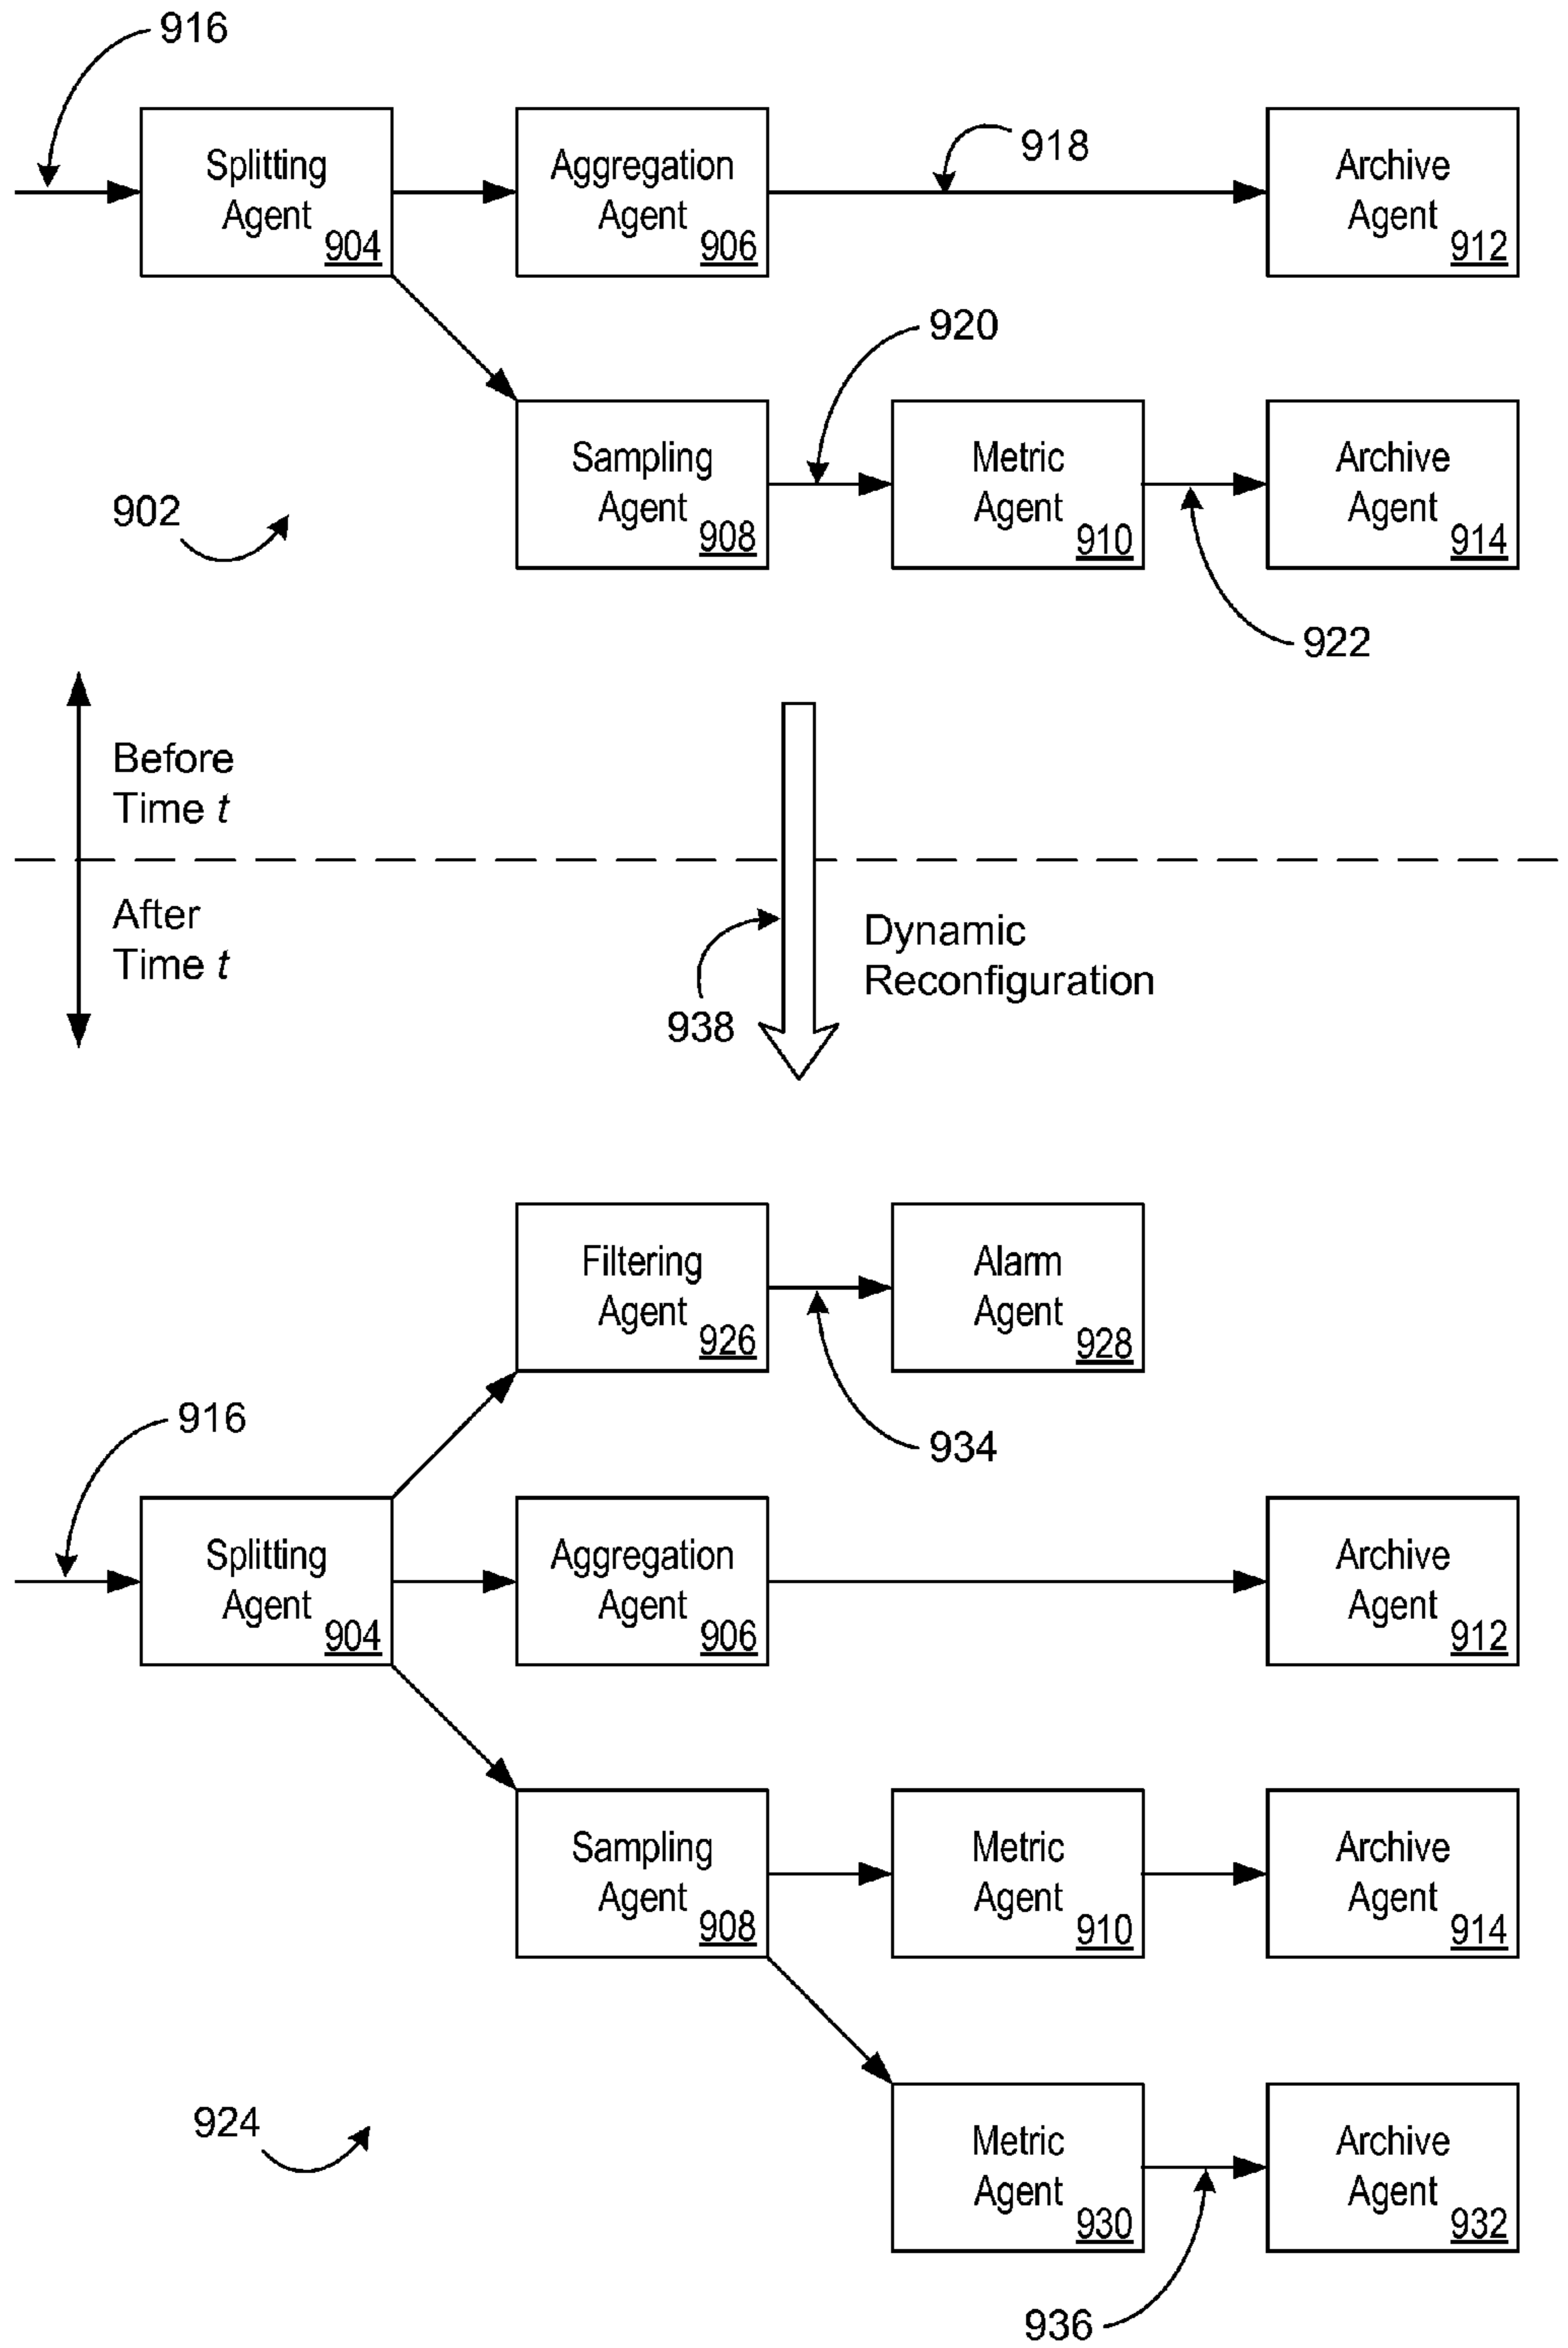 916
Splitting
Agent
904
Aggregation
Agent
906
918
Archive
Agent
912
920
Sampling
Agent
908
Metric
Agent
910
Archive
Agent
914
902
922
Before
Time t
After
Time t
938
Dynamic
Reconfiguration
Filtering
Agent
926
Alarm
Agent
928
934
916
Splitting
Agent
904
Aggregation
Agent
906
Archive
Agent
912
Sampling
Agent
908
Metric
Agent
910
Archive
Agent
914
924
Metric
Agent
930
Archive
Agent
932
936